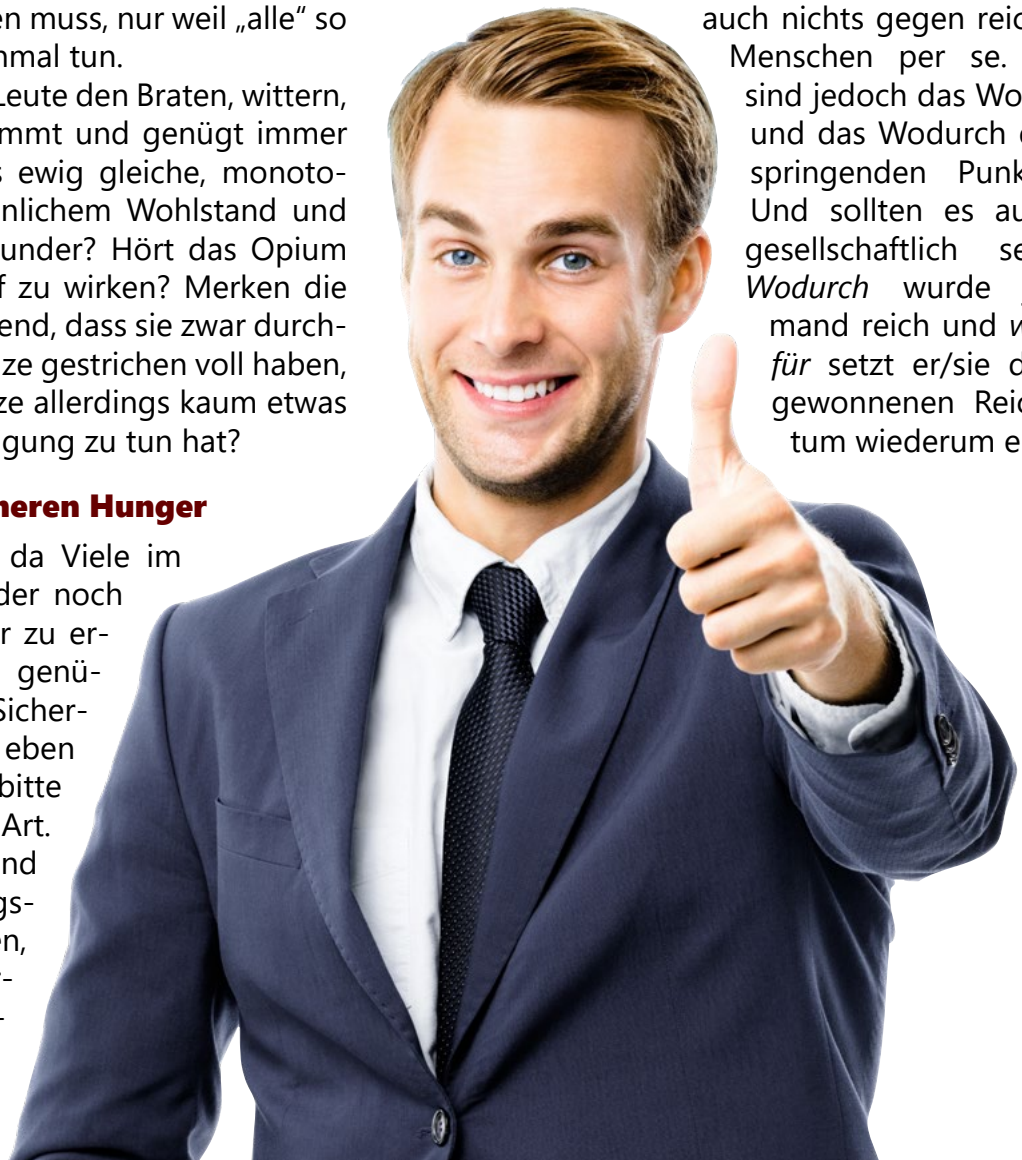 en muss, nur weil „alle“ so
nmal tun.
Leute den Braten, wittern,
mmt und genügt immer
s ewig gleiche, monoto-
nlichem Wohlstand und
under? Hört das Opium
f zu wirken? Merken die
end, dass sie zwar durch-
ze gestrichen voll haben,
ze allerdings kaum etwas
gung zu tun hat?
neren Hunger
da Viele im
der noch
r zu er-
genü-
Sicher-
eben
bitte
Art.
nd
gs-
en,
-
-
auch nichts gegen reic
Menschen per se.
sind jedoch das Wo
und das Wodurch
springenden Punk
Und sollten es au
gesellschaftlich se
Wodurch wurde
mand reich und w
für setzt er/sie d
gewonnenen Reic
tum wiederum e